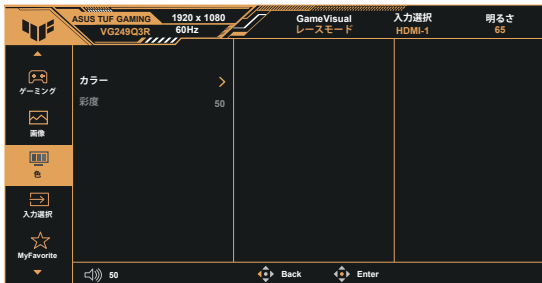 ASUS TUF GAMING 1920 x 1080 GameVisual 入力選択 明るさ
VG249Q3R 60Hz レースモード HDMI-1 65
ゲーミング
カラー
彩度 50
画像
色
入力選択
MyFavorite
50 Back Enter